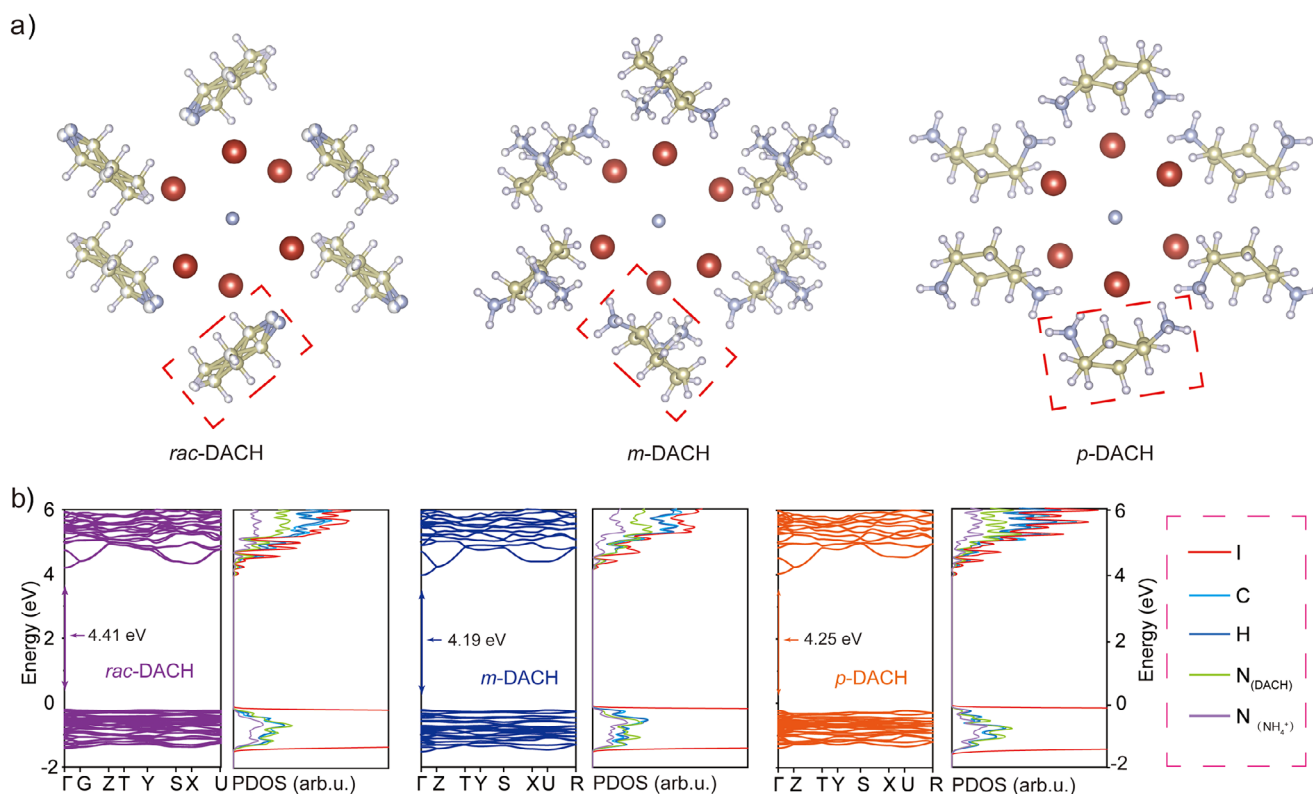 a)
rac-DACH
m-DACH
p-DACH
b)
6
4
2
0
-2
Energy (eV)
4.41 eV
rac-DACH
Γ G Z T Y S X U
PDOS (arb.u.)
4.19 eV
m-DACH
Γ Z T Y S X U R
PDOS (arb.u.)
4.25 eV
p-DACH
Γ Z T Y S X U R
PDOS (arb.u.)
6
4
2
0
-2
Energy (eV)
I
C
H
N(DACH)
N(NH₄⁺)